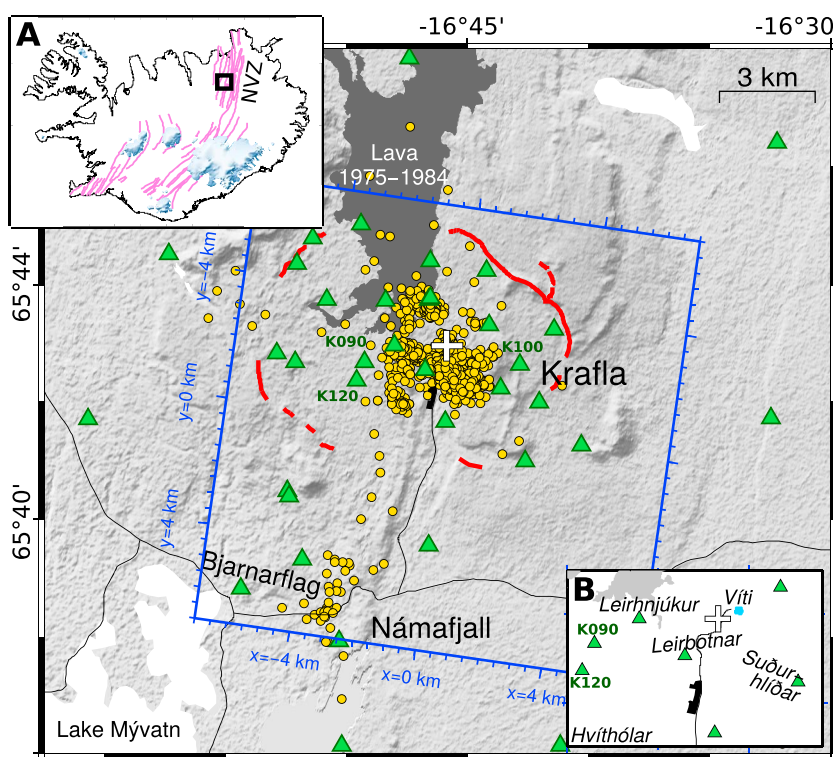 -16°45'
-16°30
A
NVZ
3 km
Lava
1975–1984
65°44'
y=−4 km
K090
K100
Krafla
K120
y=0 km
65°40'
y=4 km
Bjarnarflag
Námafjall
x=−4 km
x=0 km
x=4 km
Lake Mývatn
B
Víti
Leirhnjúkur
K090
Leirbotnar
K120
Suður-
hlíðar
Hvíthólar